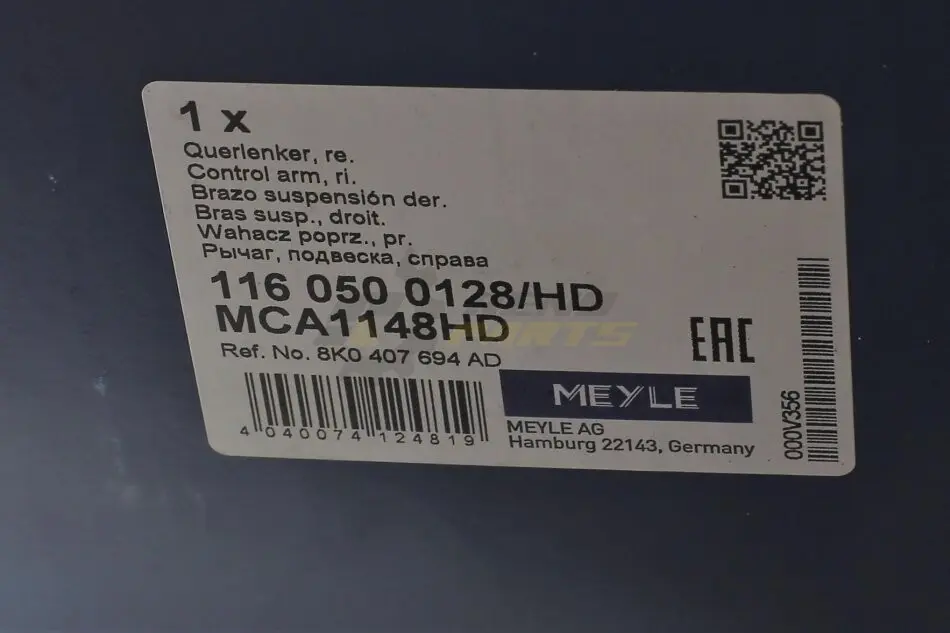 1 x
Querlenker, re.
Control arm, ri.
Brazo suspensión der.
Bras susp., droit.
Wahacz poprz., pr.
Рычаг, подвеска, справа
116 050 0128/HD
MCA1148HD
Ref. No. 8K0 407 694 AD
EAC
4 040074 124819
MEYLE
MEYLE AG
Hamburg 22143, Germany
000V356
PARTS